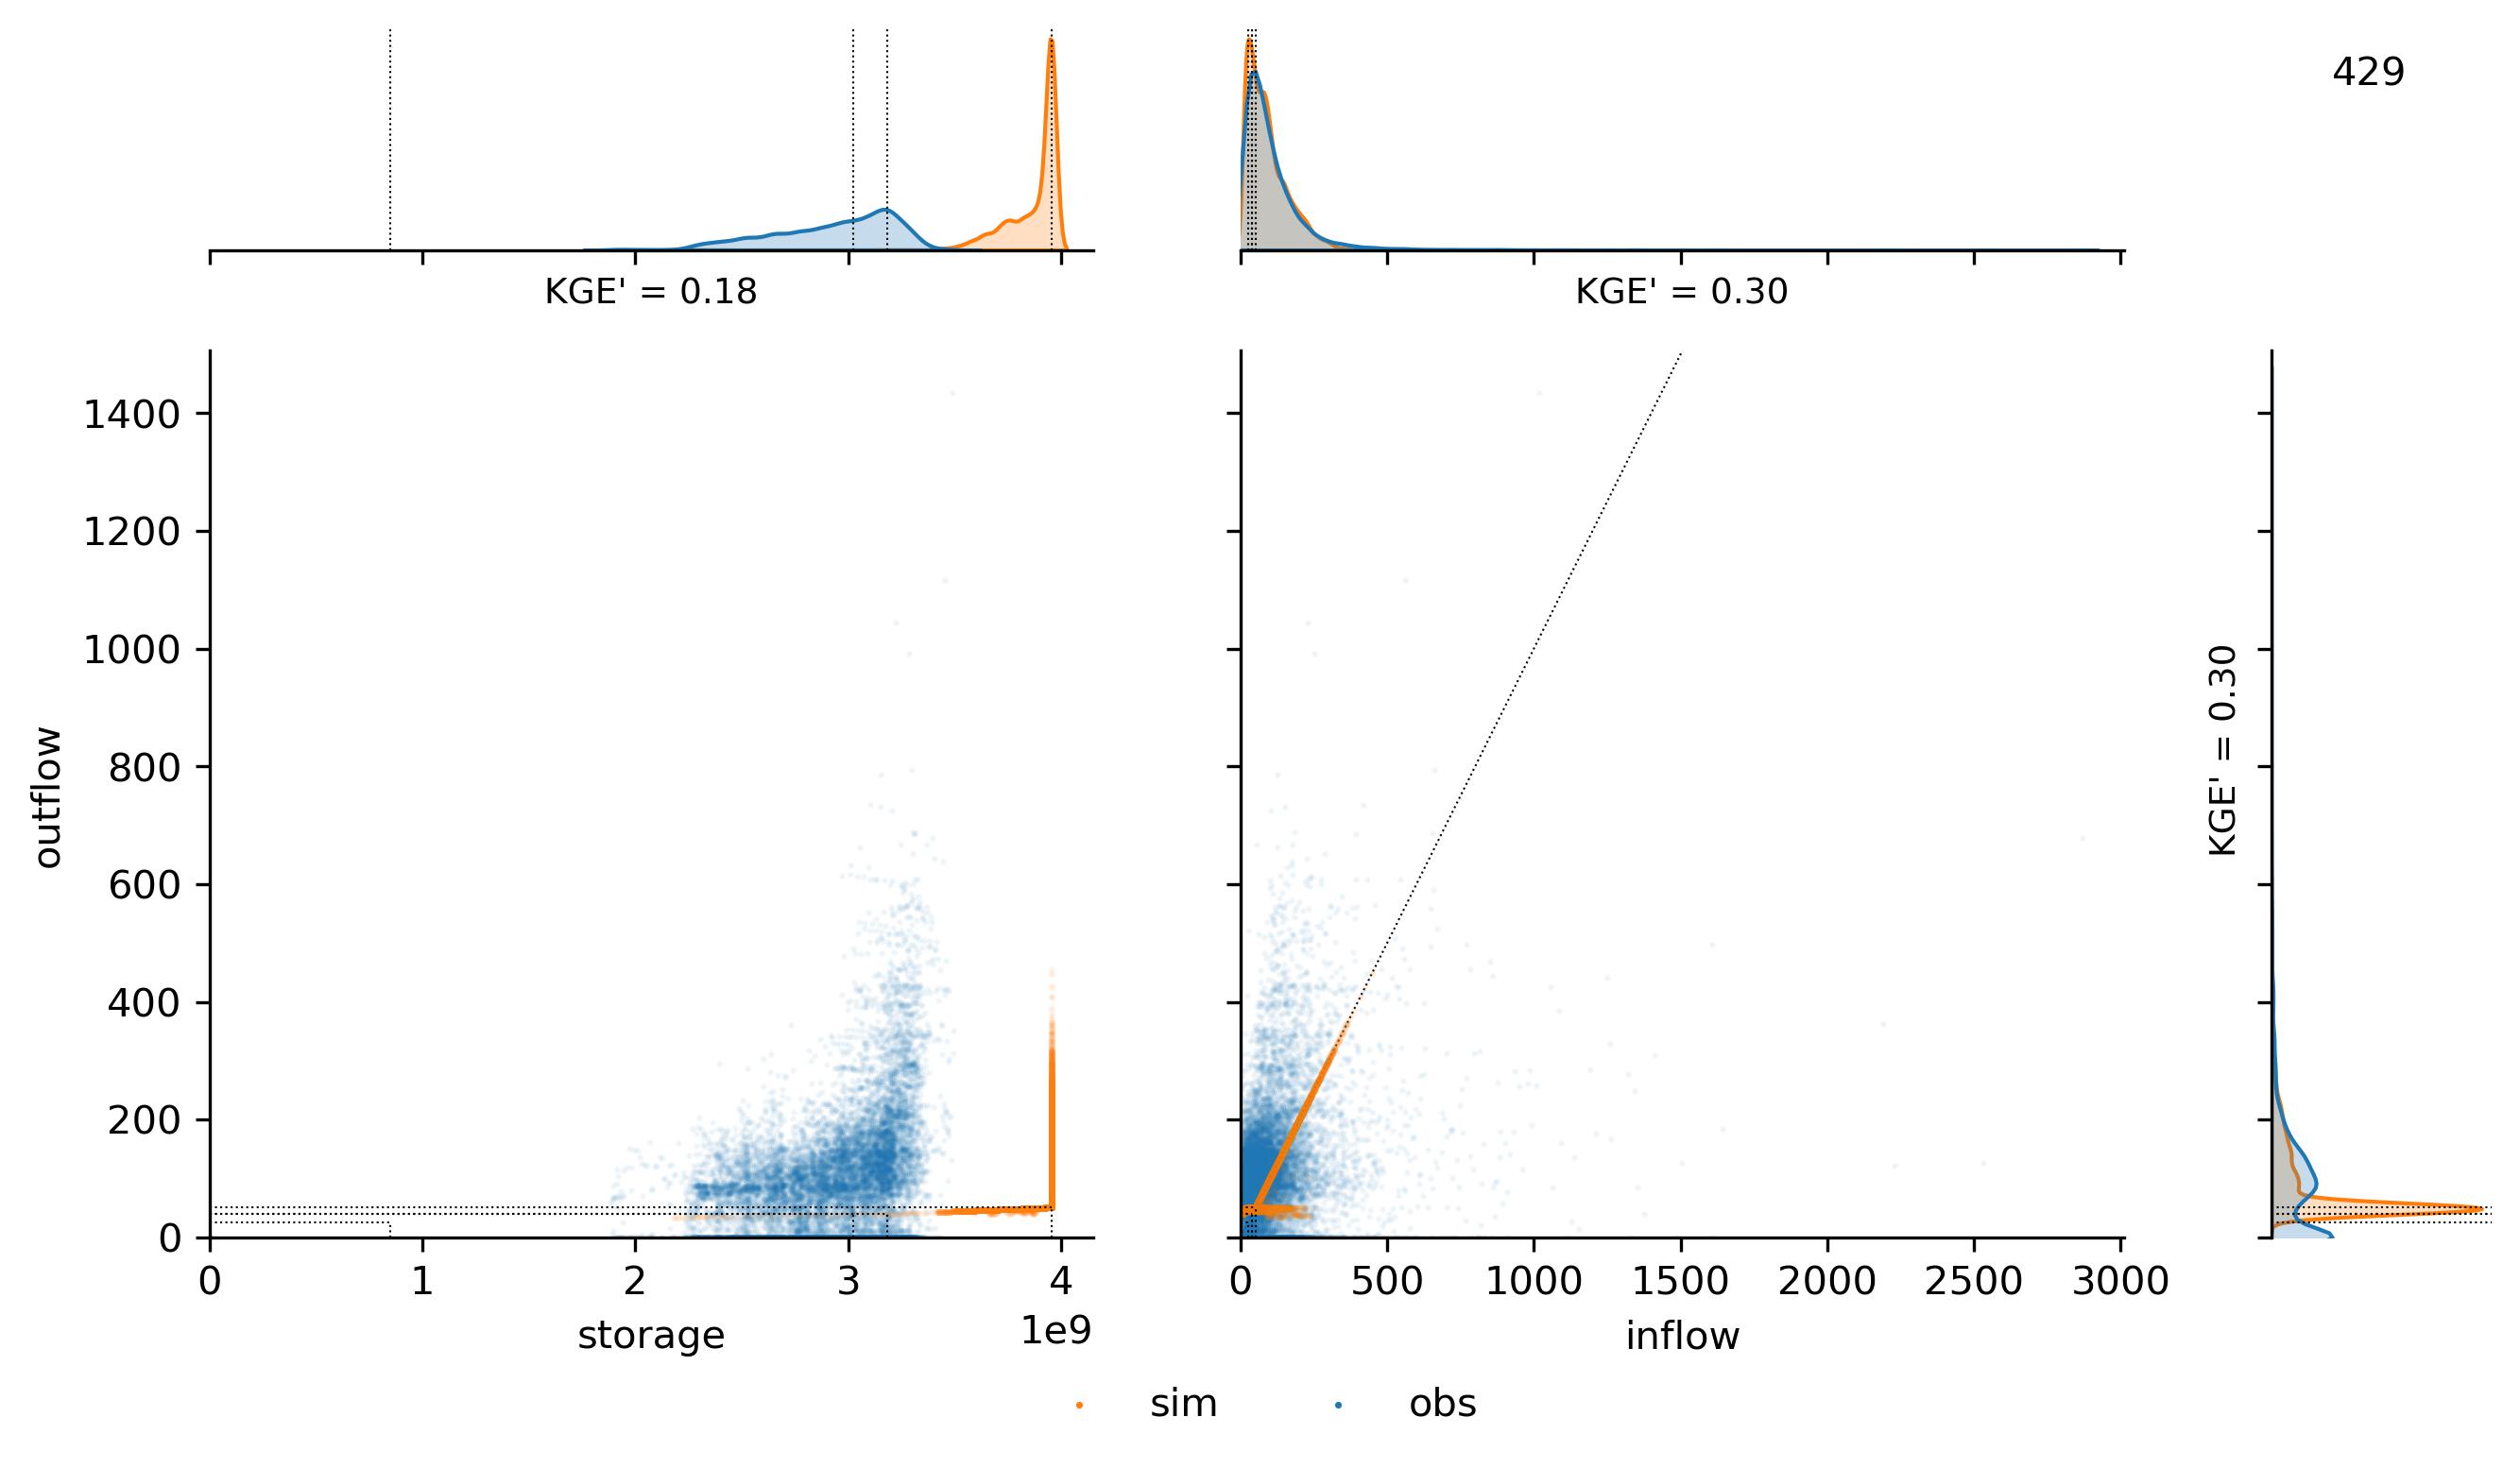 429
KGE' = 0.18
KGE' = 0.30
1400
1200
1000
800
600
400
200
0
outflow
KGE' = 0.30
0 1 2 3 4
0 500 1000 1500 2000 2500 3000
1e9
storage
inflow
sim obs